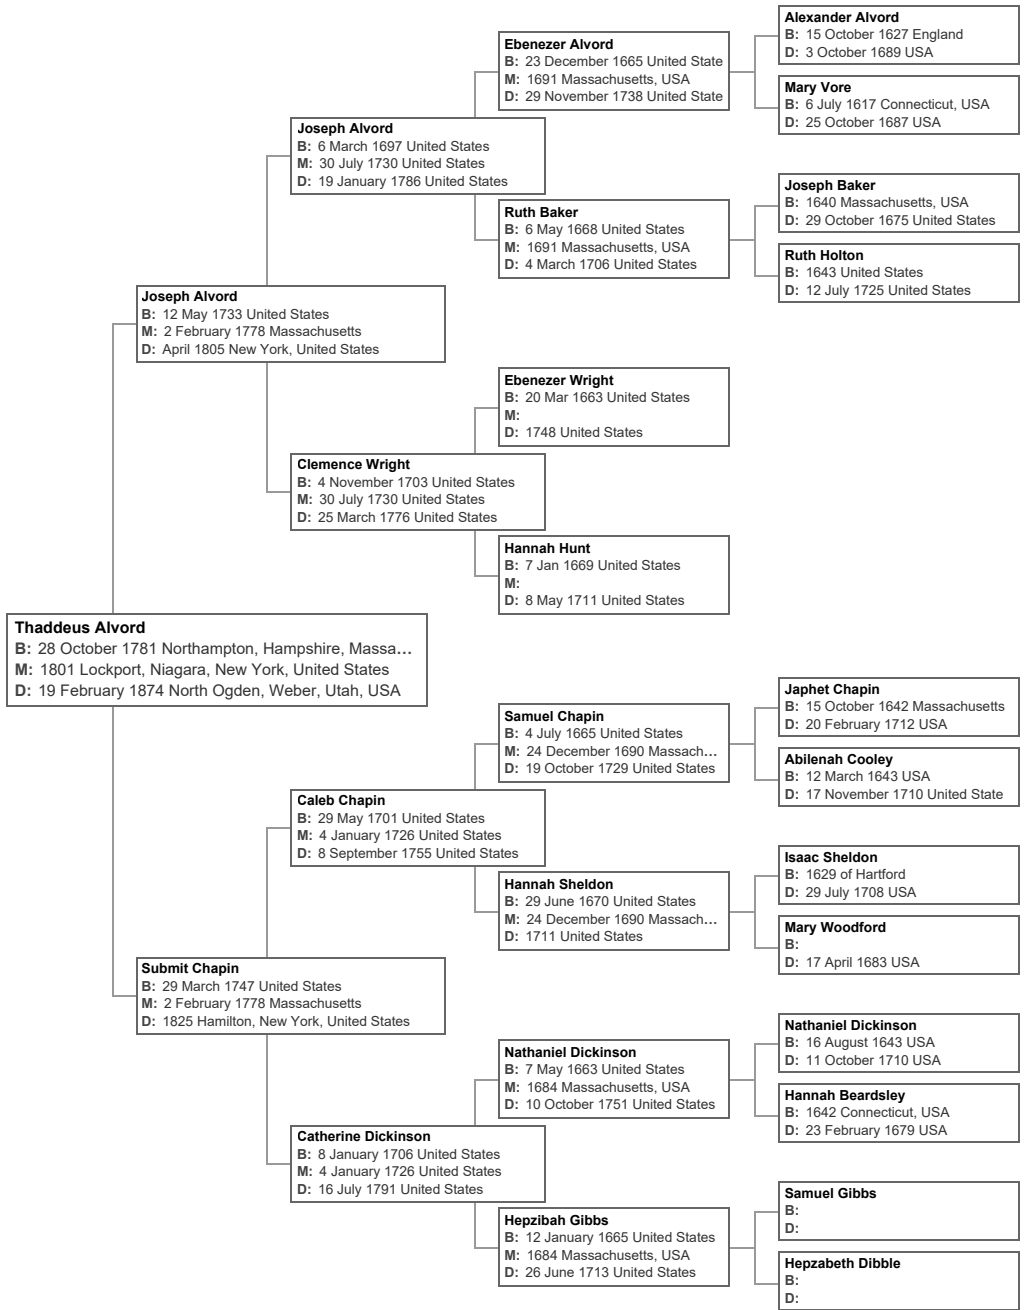 Alexander Alvord
B: 15 October 1627 England
D: 3 October 1689 USA
Ebenezer Alvord
B: 23 December 1665 United State
M: 1691 Massachusetts, USA
D: 29 November 1738 United State
Mary Vore
B: 6 July 1617 Connecticut, USA
D: 25 October 1687 USA
Joseph Alvord
B: 6 March 1697 United States
M: 30 July 1730 United States
D: 19 January 1786 United States
Joseph Baker
B: 1640 Massachusetts, USA
D: 29 October 1675 United States
Ruth Baker
B: 6 May 1668 United States
M: 1691 Massachusetts, USA
D: 4 March 1706 United States
Ruth Holton
B: 1643 United States
D: 12 July 1725 United States
Joseph Alvord
B: 12 May 1733 United States
M: 2 February 1778 Massachusetts
D: April 1805 New York, United States
Ebenezer Wright
B: 20 Mar 1663 United States
M:
D: 1748 United States
Clemence Wright
B: 4 November 1703 United States
M: 30 July 1730 United States
D: 25 March 1776 United States
Hannah Hunt
B: 7 Jan 1669 United States
M:
D: 8 May 1711 United States
Thaddeus Alvord
B: 28 October 1781 Northampton, Hampshire, Massa...
M: 1801 Lockport, Niagara, New York, United States
D: 19 February 1874 North Ogden, Weber, Utah, USA
Japhet Chapin
B: 15 October 1642 Massachusetts
D: 20 February 1712 USA
Samuel Chapin
B: 4 July 1665 United States
M: 24 December 1690 Massach...
D: 19 October 1729 United States
Abilenah Cooley
B: 12 March 1643 USA
D: 17 November 1710 United State
Caleb Chapin
B: 29 May 1701 United States
M: 4 January 1726 United States
D: 8 September 1755 United States
Isaac Sheldon
B: 1629 of Hartford
D: 29 July 1708 USA
Hannah Sheldon
B: 29 June 1670 United States
M: 24 December 1690 Massach...
D: 1711 United States
Mary Woodford
B:
D: 17 April 1683 USA
Submit Chapin
B: 29 March 1747 United States
M: 2 February 1778 Massachusetts
D: 1825 Hamilton, New York, United States
Nathaniel Dickinson
B: 16 August 1643 USA
D: 11 October 1710 USA
Nathaniel Dickinson
B: 7 May 1663 United States
M: 1684 Massachusetts, USA
D: 10 October 1751 United States
Hannah Beardsley
B: 1642 Connecticut, USA
D: 23 February 1679 USA
Catherine Dickinson
B: 8 January 1706 United States
M: 4 January 1726 United States
D: 16 July 1791 United States
Samuel Gibbs
B:
D:
Hepzibah Gibbs
B: 12 January 1665 United States
M: 1684 Massachusetts, USA
D: 26 June 1713 United States
Hepzabeth Dibble
B:
D: